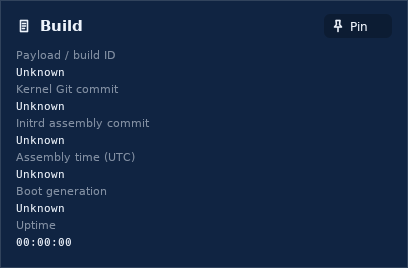 Build
Pin
Payload / build ID
Unknown
Kernel Git commit
Unknown
Initrd assembly commit
Unknown
Assembly time (UTC)
Unknown
Boot generation
Unknown
Uptime
00:00:00